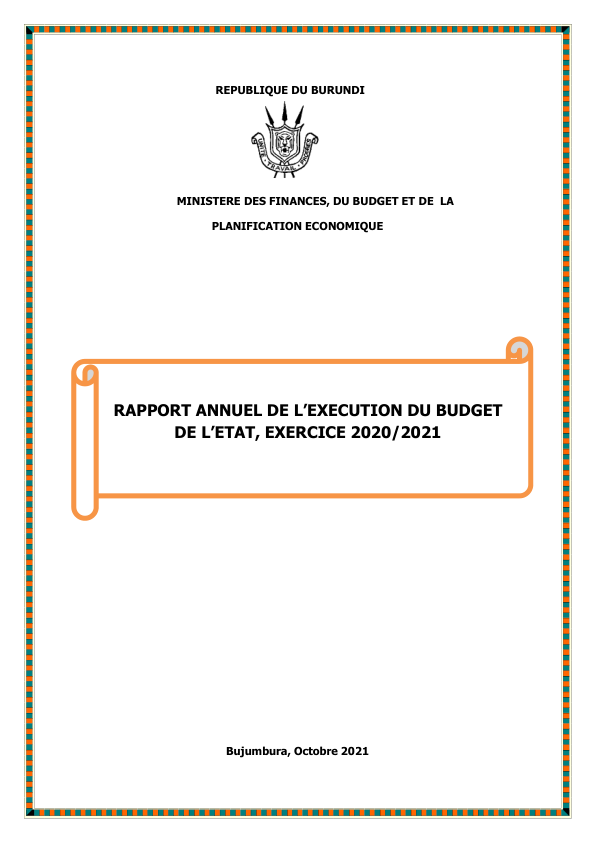 REPUBLIQUE DU BURUNDI
UNITE * TRAVAIL * PROGRES
MINISTERE DES FINANCES, DU BUDGET ET DE LA
PLANIFICATION ECONOMIQUE
RAPPORT ANNUEL DE L’EXECUTION DU BUDGET
DE L’ETAT, EXERCICE 2020/2021
Bujumbura, Octobre 2021